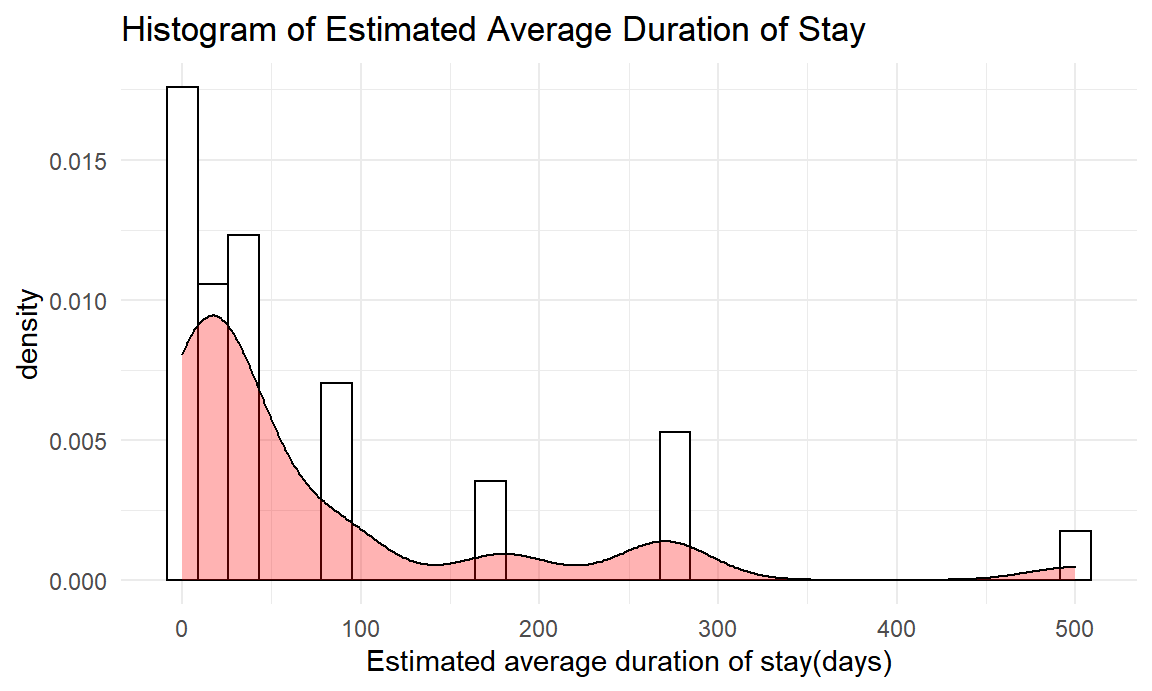 Histogram of Estimated Average Duration of Stay
density
0.015
0.010
0.005
0.000
0 100 200 300 400 500
Estimated average duration of stay(days)